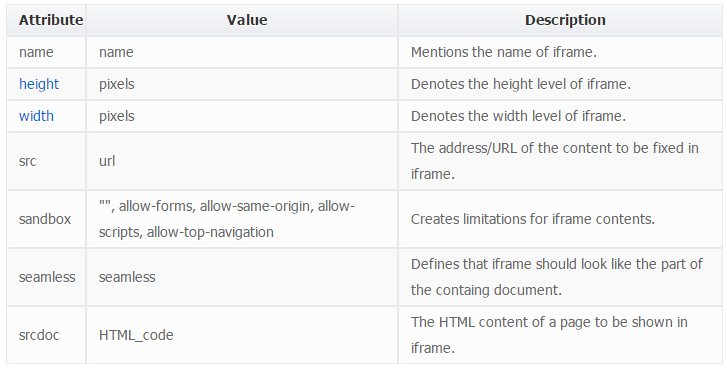 Attribute Value Description
name name Mentions the name of iframe.
height pixels Denotes the height level of iframe.
width pixels Denotes the width level of iframe.
src url The address/URL of the content to be fixed in
iframe.
sandbox "", allow-forms, allow-same-origin, allow-
scripts, allow-top-navigation Creates limitations for iframe contents.
seamless seamless Defines that iframe should look like the part of
the containg document.
srcdoc HTML_code The HTML content of a page to be shown in
iframe.